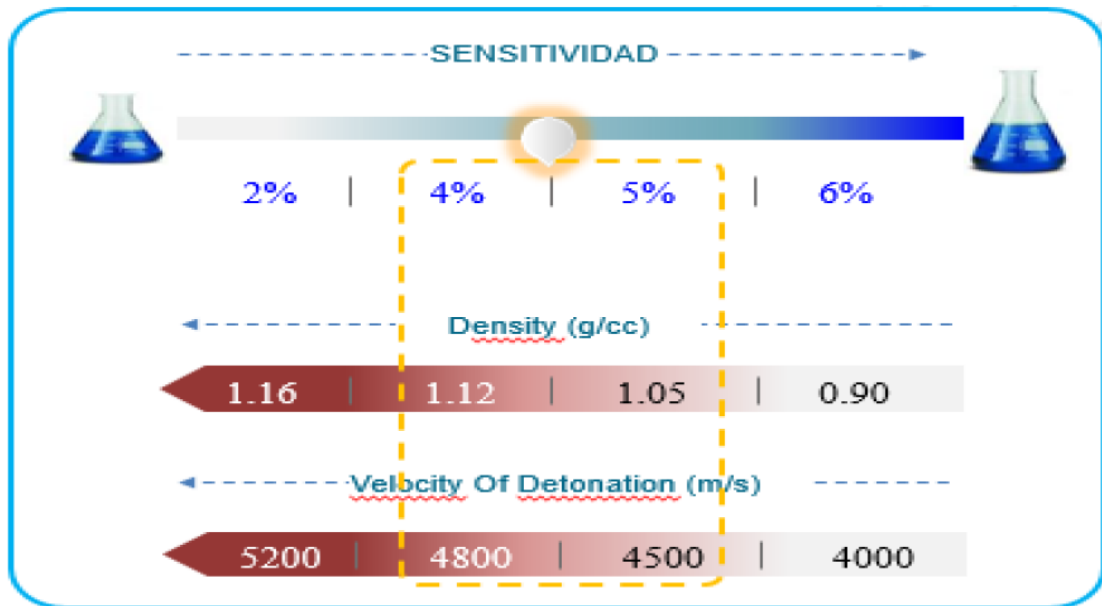 SENSITIVIDAD
2% | 4% | 5% | 6%
Density (g/cc)
1.16 | 1.12 | 1.05 | 0.90
Velocity Of Detonation (m/s)
5200 | 4800 | 4500 | 4000